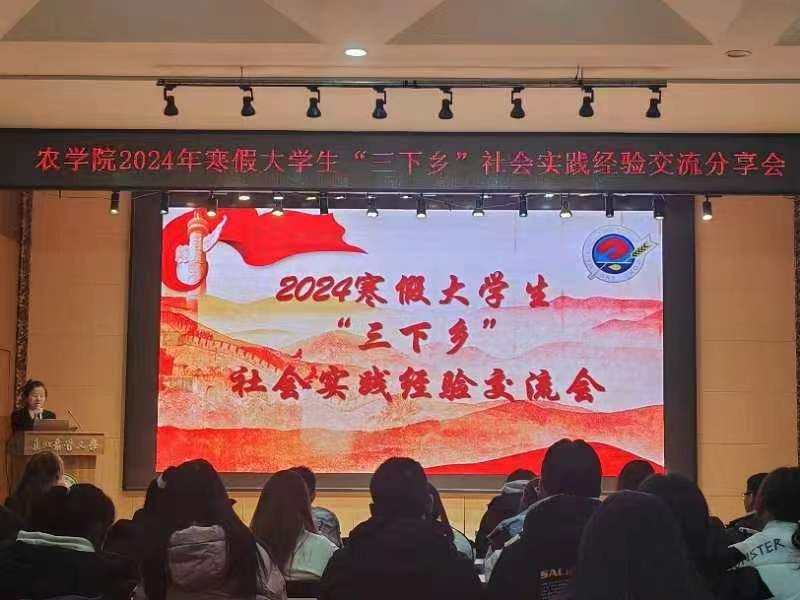 农学院2024年寒假大学生“三下乡”社会实践经验交流分享会
2024寒假大学生
“三下乡”
社会实践经验交流会